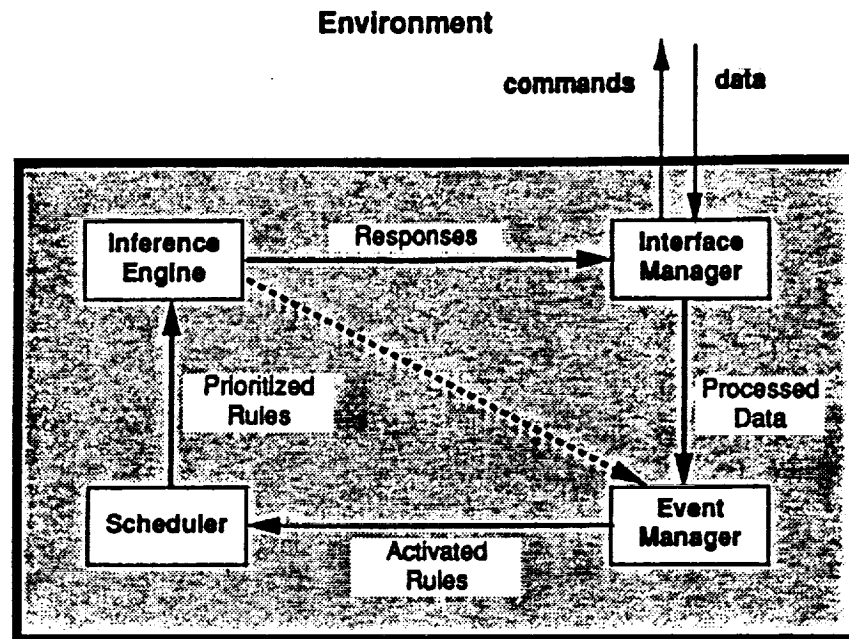 Environment
commands
data
Inference
Engine
Responses
Interface
Manager
Prioritized
Rules
Processed
Data
Scheduler
Activated
Rules
Event
Manager